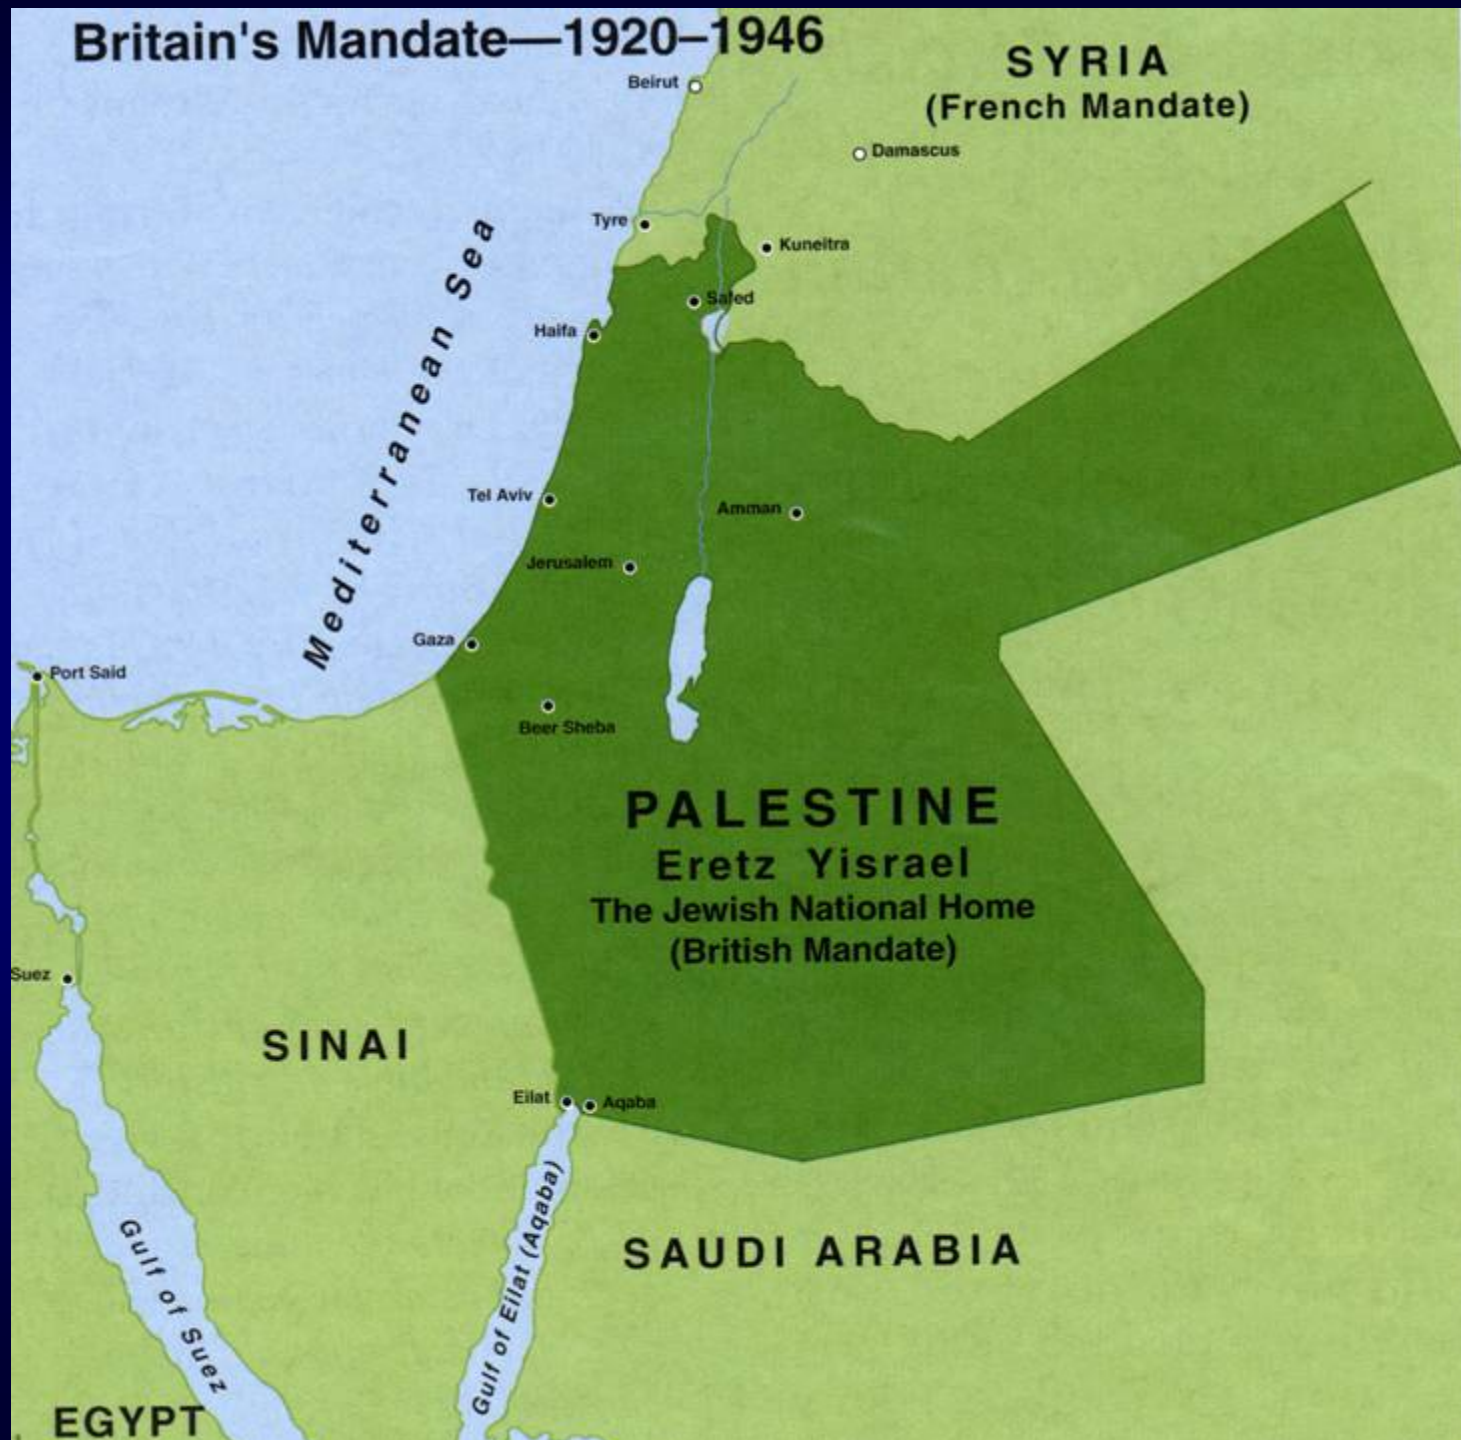 Britain's Mandate—1920–1946
SYRIA
(French Mandate)
Beirut
Damascus
Tyre
Kuneitra
Mediterranean Sea
Safed
Haifa
Tel Aviv
Amman
Jerusalem
Gaza
Port Said
Beer Sheba
PALESTINE
Eretz Yisrael
The Jewish National Home
(British Mandate)
Suez
SINAI
Eilat
Aqaba
Gulf of Suez
Gulf of Eilat (Aqaba)
SAUDI ARABIA
EGYPT